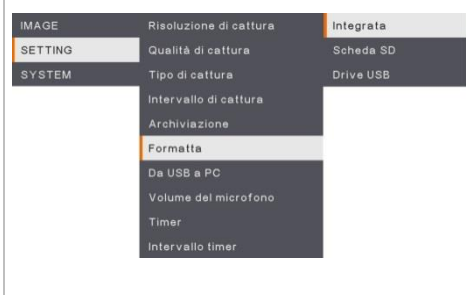 IMAGE
SETTING
SYSTEM
Risoluzione di cattura
Qualità di cattura
Tipo di cattura
Intervallo di cattura
Archiviazione
Formatta
Da USB a PC
Volume del microfono
Timer
Intervallo timer
Integrata
Scheda SD
Drive USB